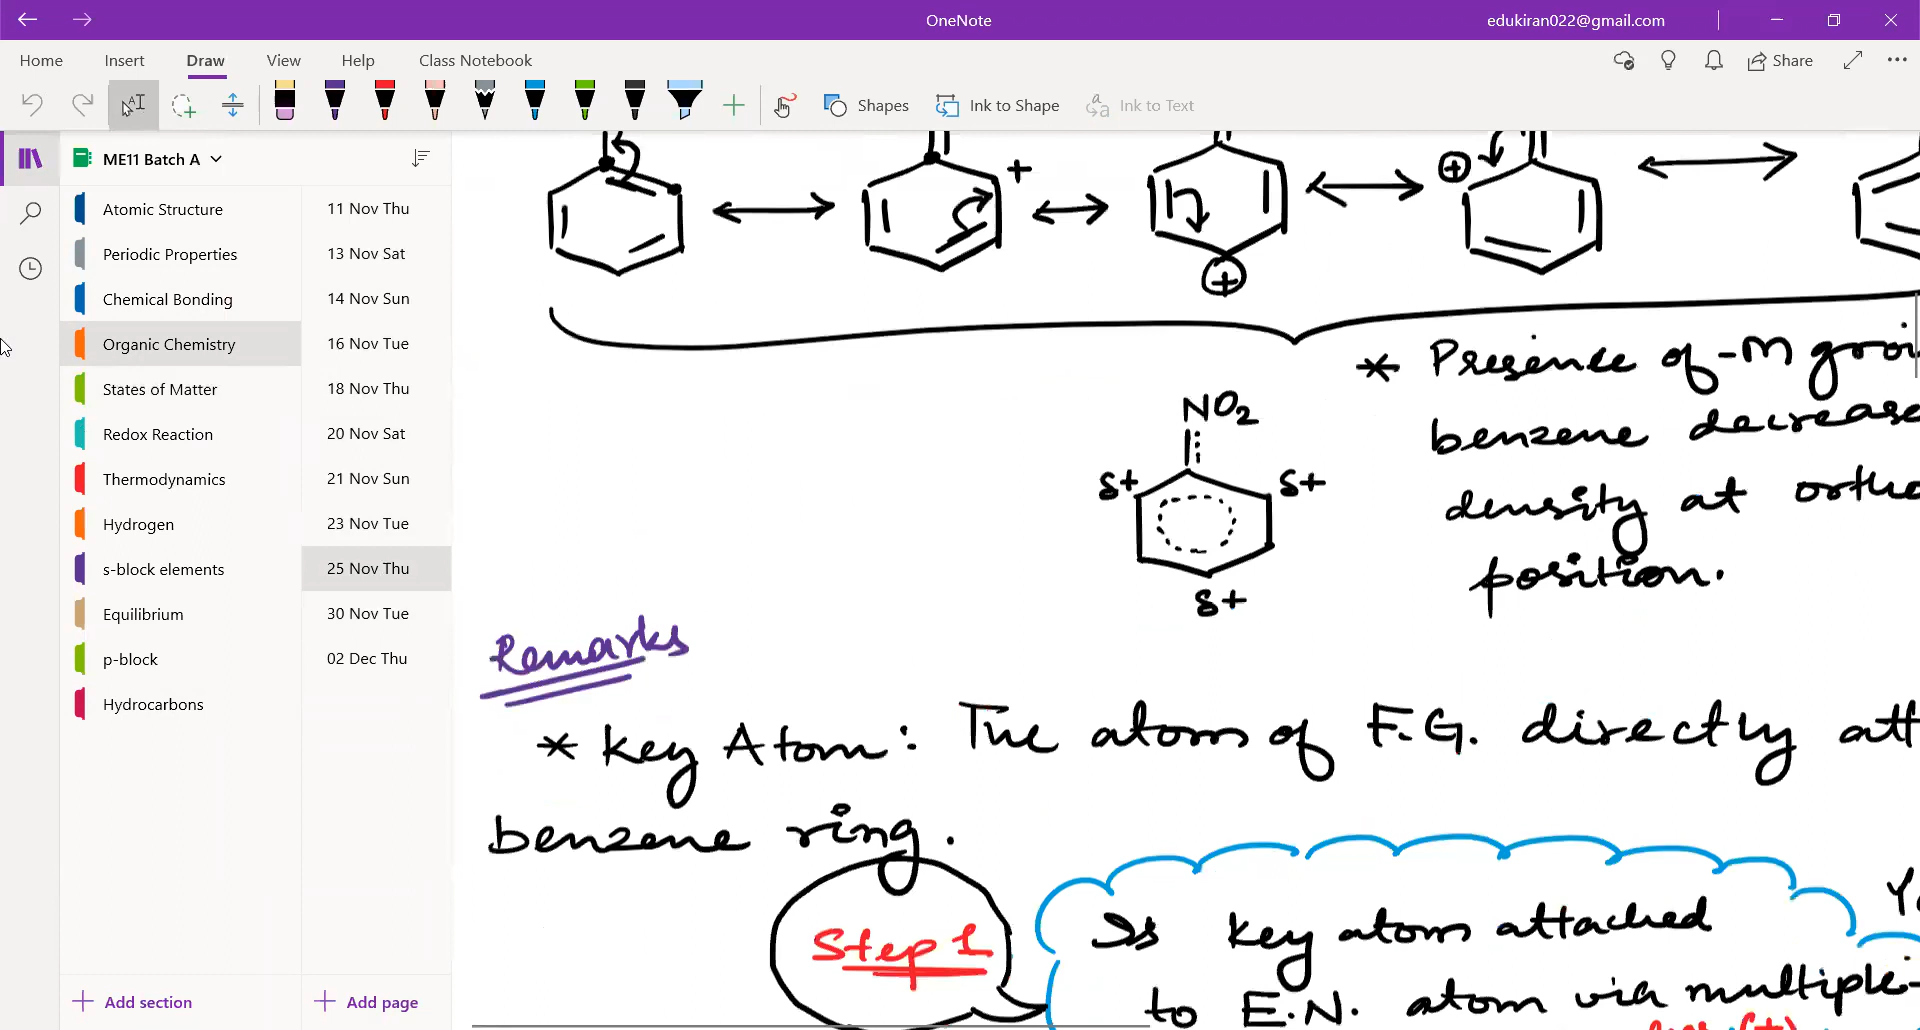 OneNote
edukiran022@gmail.com
Home Insert Draw View Help Class Notebook
Share
Shapes Ink to Shape Ink to Text
ME11 Batch A
Atomic Structure
Periodic Properties
Chemical Bonding
Organic Chemistry
States of Matter
Redox Reaction
Thermodynamics
Hydrogen
s-block elements
Equilibrium
p-block
Hydrocarbons
Add section
11 Nov Thu
13 Nov Sat
14 Nov Sun
16 Nov Tue
18 Nov Thu
20 Nov Sat
21 Nov Sun
23 Nov Tue
25 Nov Thu
30 Nov Tue
02 Dec Thu
Add page
+
⊕
⊕
* Presence of -M
benzene decrease
density at ortho
position.
NO2
δ+ δ+
δ+
Remarks
* Key Atom: The atom of F.G. directly att
benzene ring.
Step 1
Is key atom attached
to E.N. atom via multiple